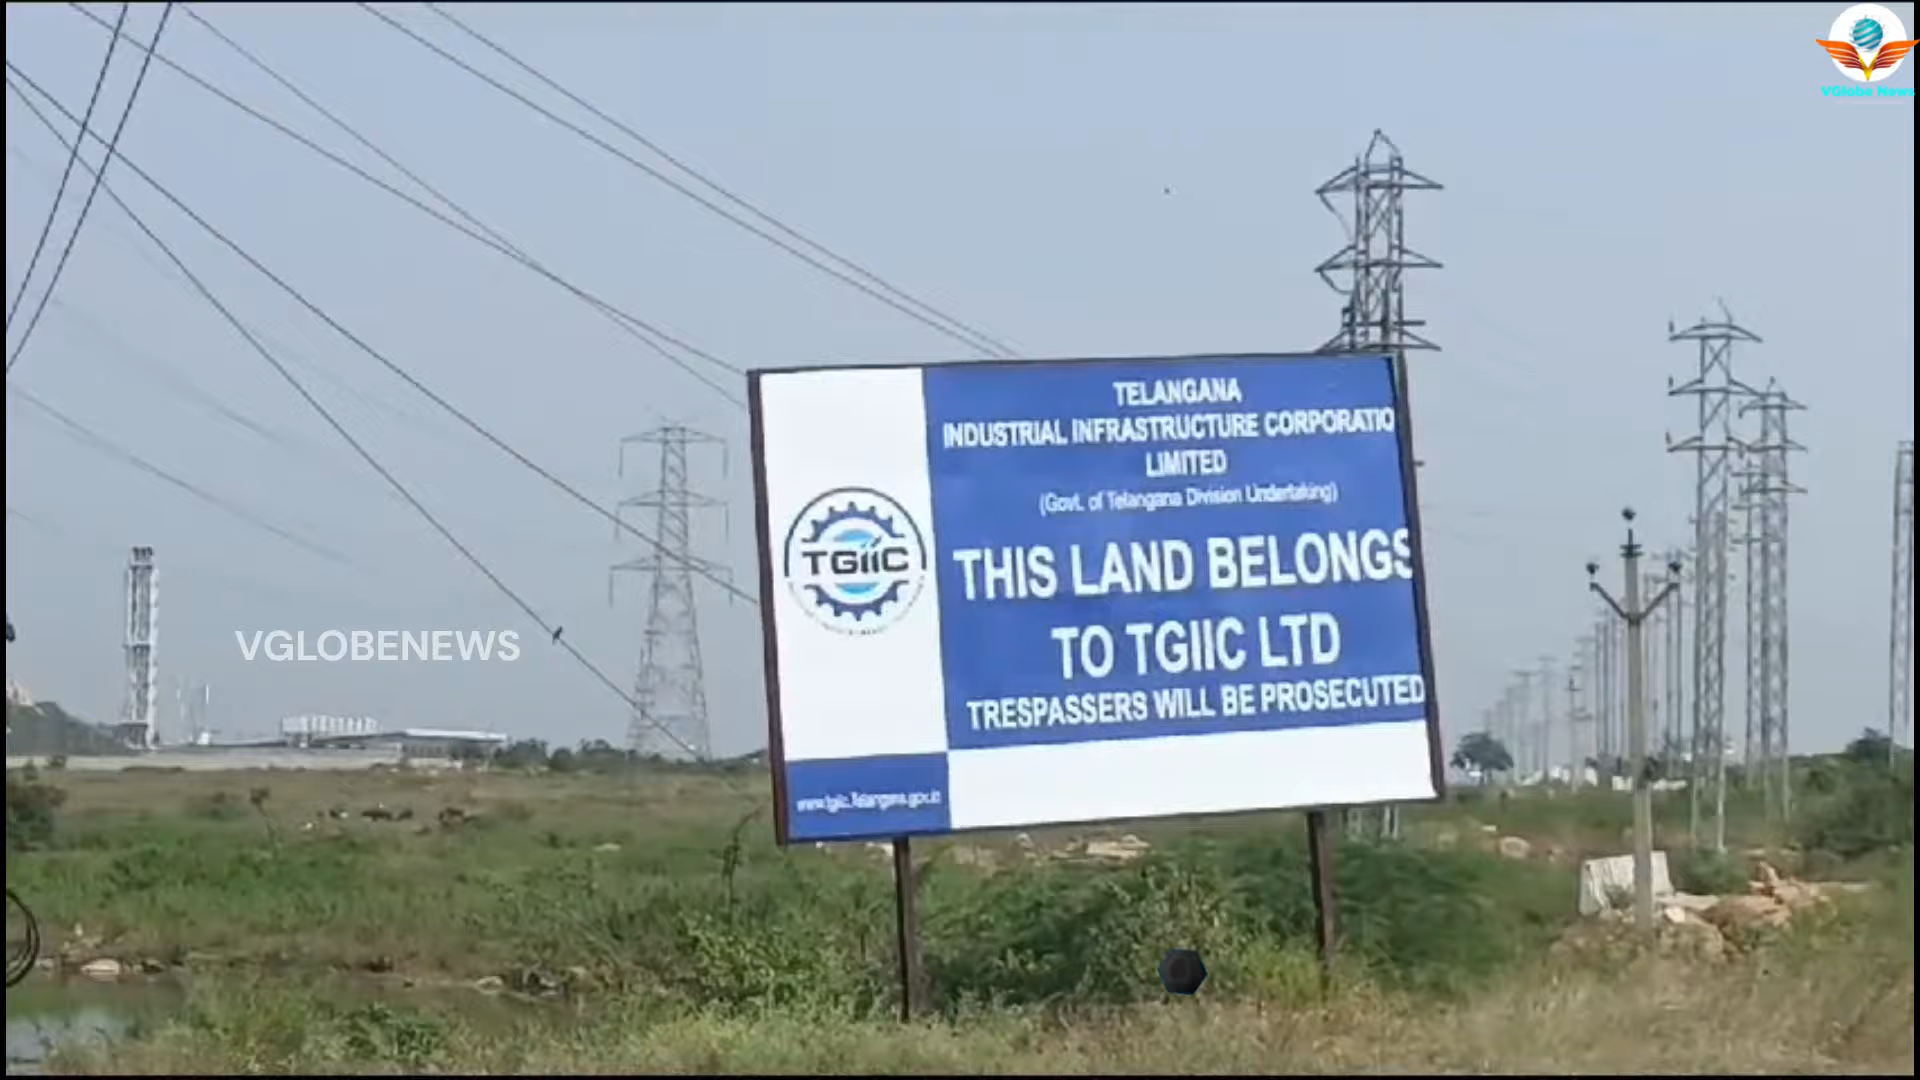 VGlobe News
TELANGANA
INDUSTRIAL INFRASTRUCTURE CORPORATIO
LIMITED
(Govt. of Telangana Division Undertaking)
THIS LAND BELONGS
TO TGIIC LTD
TRESPASSERS WILL BE PROSECUTED
TGiiC
www.tgiic.Telangana.gov.in
VGLOBENEWS